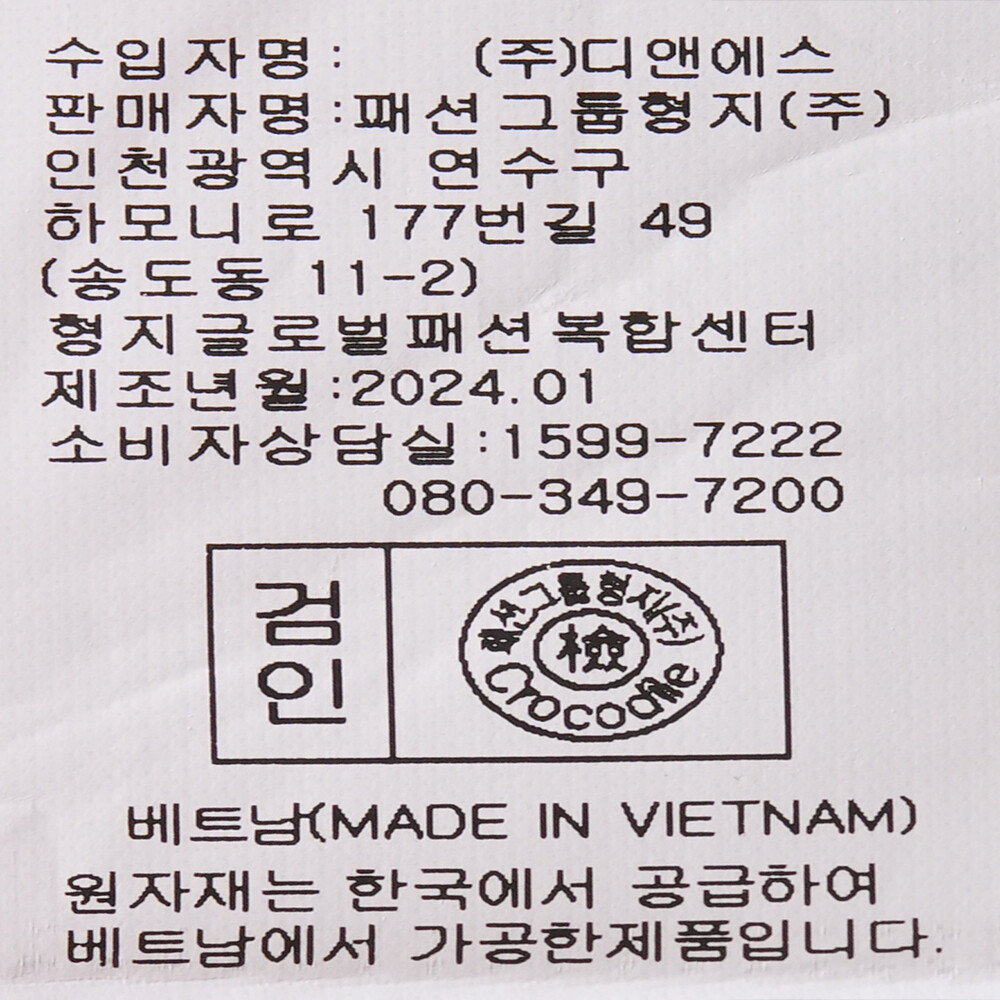 수입자명: (주)디앤에스
판매자명:패션그룹형지(주)
인천광역시 연수구
하모니로 177번길 49
(송도동 11-2)
형지글로벌패션복합센터
제조년월:2024.01
소비자상담실:1599-7222
080-349-7200
검
인
패션그룹형지(주)
檢
Crocodile
베트남(MADE IN VIETNAM)
원자재는 한국에서 공급하여
베트남에서 가공한제품입니다.